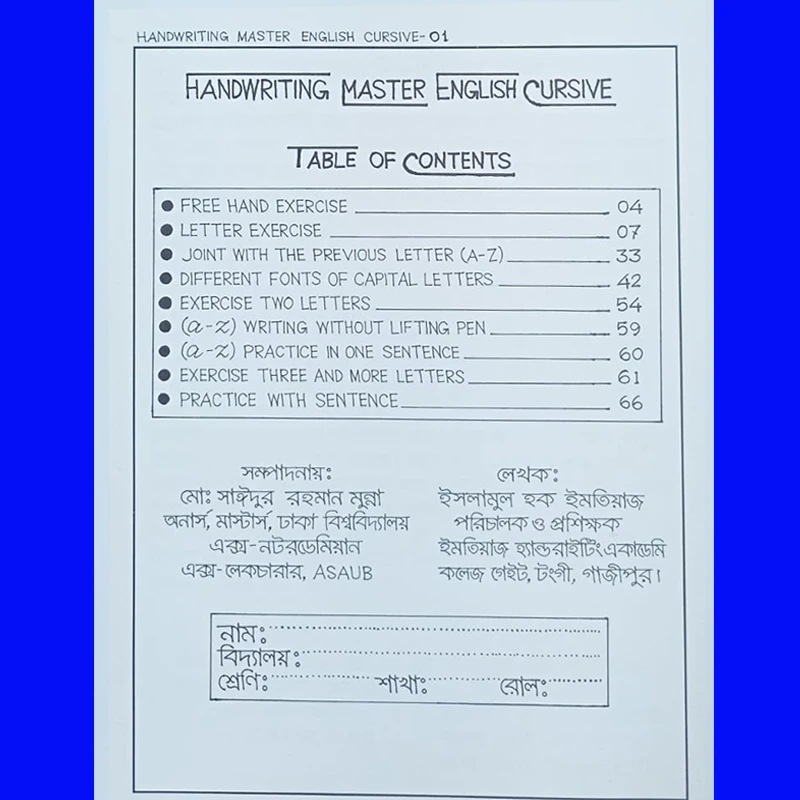 HANDWRITING MASTER ENGLISH CURSIVE-01
HANDWRITING MASTER ENGLISH CURSIVE
TABLE OF CONTENTS
● FREE HAND EXERCISE 04
● LETTER EXERCISE 07
● JOINT WITH THE PREVIOUS LETTER (A-Z) 33
● DIFFERENT FONTS OF CAPITAL LETTERS 42
● EXERCISE TWO LETTERS 54
● (a-z) WRITING WITHOUT LIFTING PEN 59
● (a-z) PRACTICE IN ONE SENTENCE 60
● EXERCISE THREE AND MORE LETTERS 61
● PRACTICE WITH SENTENCE 66
সম্পাদনায়ঃ
মোঃ সাঈদুর রহমান মুন্না
অনার্স, মাস্টার্স, ঢাকা বিশ্ববিদ্যালয়
এক্স-নটরডেমিয়ান
এক্স-লেকচারার, ASAUB
লেখকঃ
ইসলামুল হক ইমতিয়াজ
পরিচালক ও প্রশিক্ষক
ইমতিয়াজ হ্যান্ডরাইটিং একাডেমি
কলেজ গেইট, টংগী, গাজীপুর।
নামঃ
বিদ্যালয়ঃ
শ্রেণিঃ শাখাঃ রোলঃ